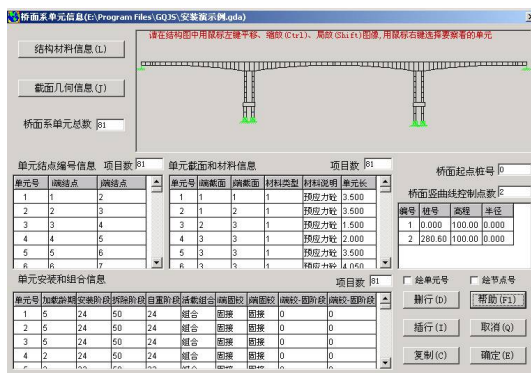 桥面系单元信息(E:\Program Files\GQJS\安装演示例.gda)
请在结构图中用鼠标左键平移、缩放(Ctrl)、局放(Shift)图像,用鼠标右键选择要察看的单元
结构材料信息(L)
截面几何信息(J)
桥面系单元总数 81
单元结点编号信息 项目数 81
单元号 i端结点 j端结点
1 1 2
2 2 3
3 3 4
4 4 5
5 5 6
6 6 7
单元截面和材料信息 项目数 81
单元号 i端截面 j端截面 材料类型 材料说明 单元长
1 1 2 1 预应力砼 3.500
2 1 2 1 预应力砼 3.500
3 2 3 1 预应力砼 1.500
4 3 3 1 预应力砼 2.000
5 3 3 1 预应力砼 3.500
6 3 3 1 预应力砼 4.050
桥面起点桩号 0
桥面竖曲线控制点数 2
编号 桩号 高程 半径
1 0.000 100.00 0.000
2 280.60 100.00 0.000
单元安装和组合信息 项目数 81
单元号 加载龄期 安装阶段 拆除阶段 自重阶段 活载组合 i端固铰 j端固铰 i端铰-固阶段 j端铰-固阶段
1 5 24 50 24 组合 固接 固接 0 0
2 5 24 50 24 组合 固接 固接 0 0
3 5 24 50 24 组合 固接 固接 0 0
4 2 24 50 24 组合 固接 固接 0 0
绘单元号 绘节点号
删行(D) 帮助(F1)
插行(I) 取消(Q)
复制(C) 确定(E)